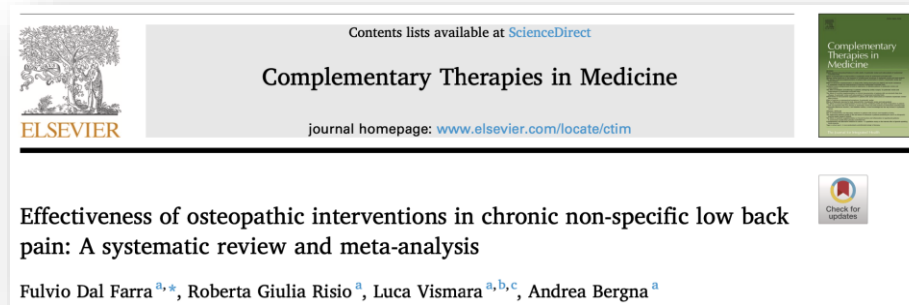 Contents lists available at ScienceDirect
Complementary Therapies in Medicine
journal homepage: www.elsevier.com/locate/ctim
ELSEVIER
Complementary
Therapies in
Medicine
Check for
updates
Effectiveness of osteopathic interventions in chronic non-specific low back
pain: A systematic review and meta-analysis
Fulvio Dal Farra a,*, Roberta Giulia Risio a, Luca Vismara a,b,c, Andrea Bergna a